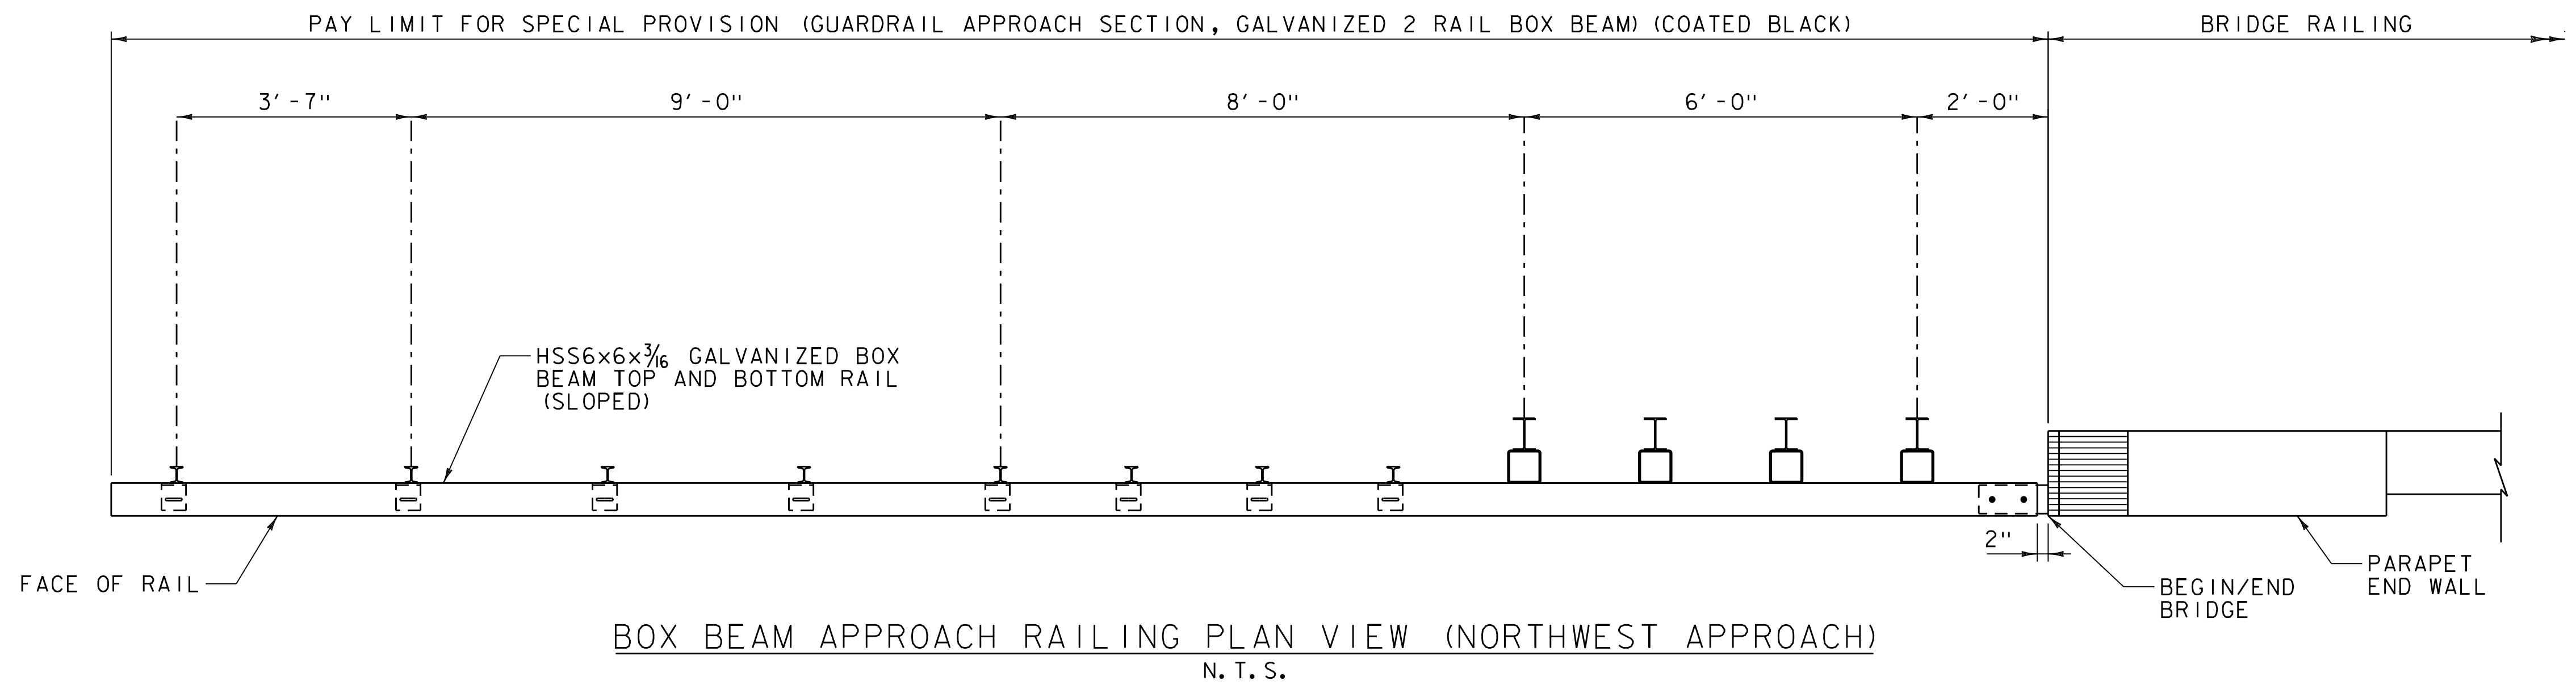 PAY LIMIT FOR SPECIAL PROVISION (GUARDRAIL APPROACH SECTION, GALVANIZED 2 RAIL BOX BEAM) (COATED BLACK)
BRIDGE RAILING
3'-7"
9'-0"
8'-0"
6'-0"
2'-0"
HSS6x6x3/16 GALVANIZED BOX
BEAM TOP AND BOTTOM RAIL
(SLOPED)
2"
FACE OF RAIL
PARAPET
END WALL
BEGIN/END
BRIDGE
BOX BEAM APPROACH RAILING PLAN VIEW (NORTHWEST APPROACH)
N.T.S.